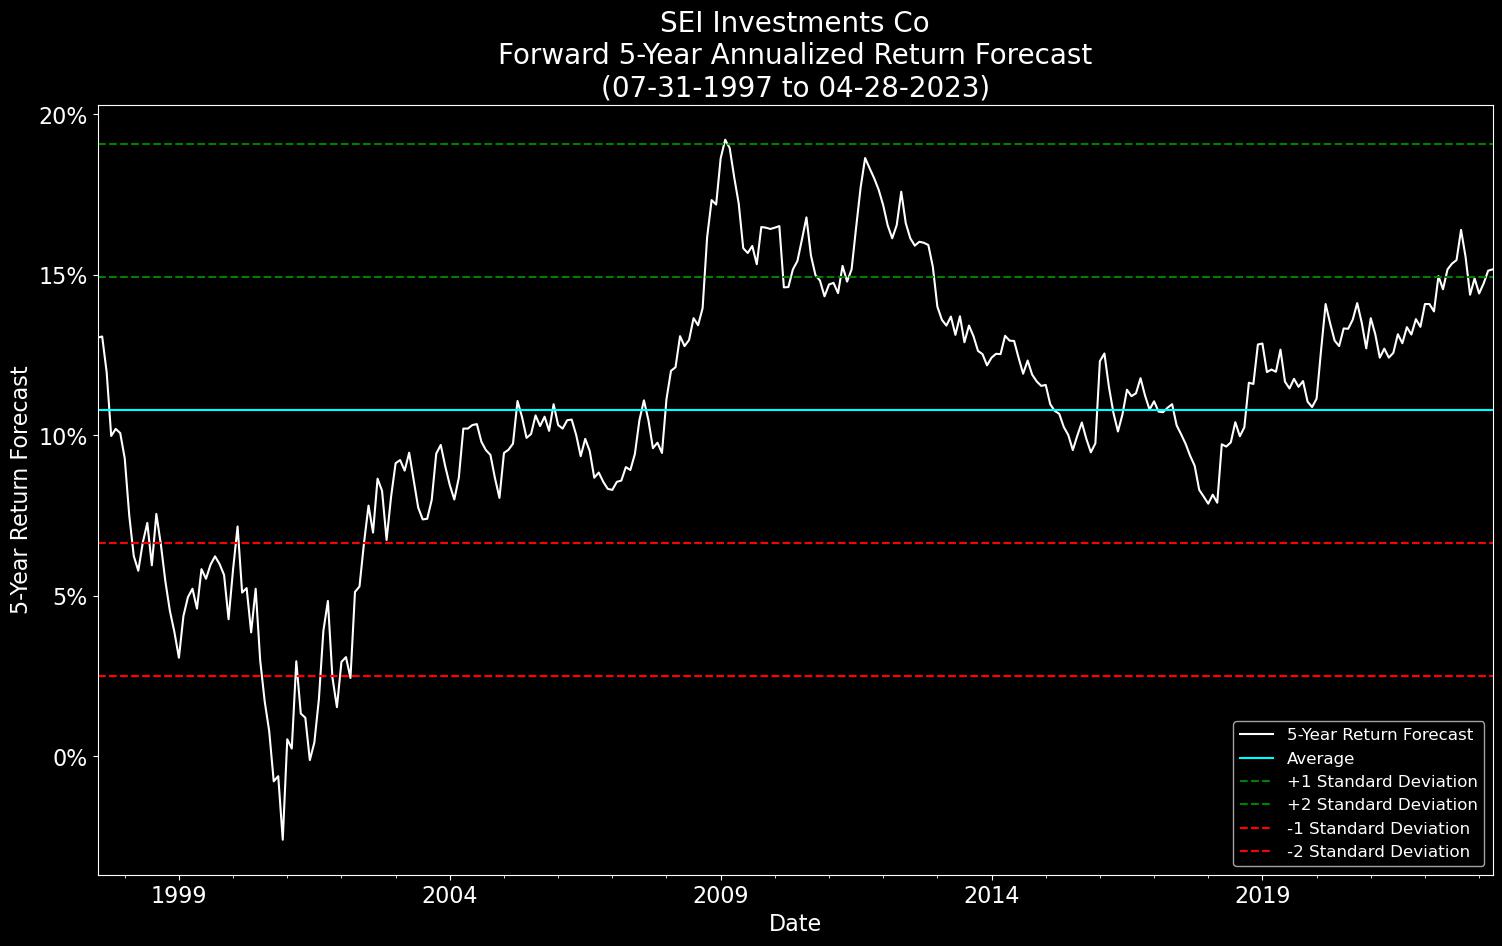 SEI Investments Co
Forward 5-Year Annualized Return Forecast
(07-31-1997 to 04-28-2023)
5-Year Return Forecast
20%
15%
10%
5%
0%
1999
2004
2009
2014
2019
Date
5-Year Return Forecast
Average
+1 Standard Deviation
+2 Standard Deviation
-1 Standard Deviation
-2 Standard Deviation